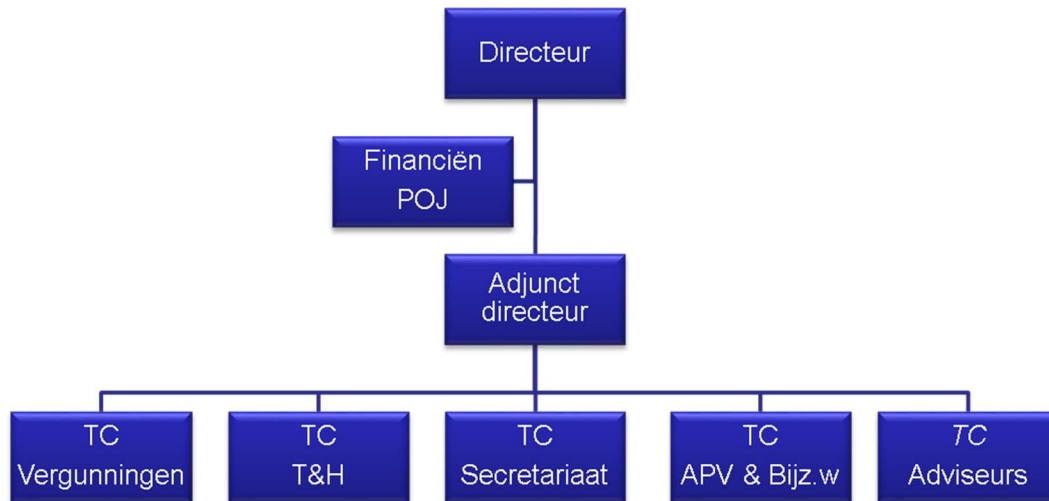 Directeur
Financiën
POJ
Adjunct
directeur
TC
Vergunningen
TC
T&H
TC
Secretariaat
TC
APV & Bijz.w
TC
Adviseurs